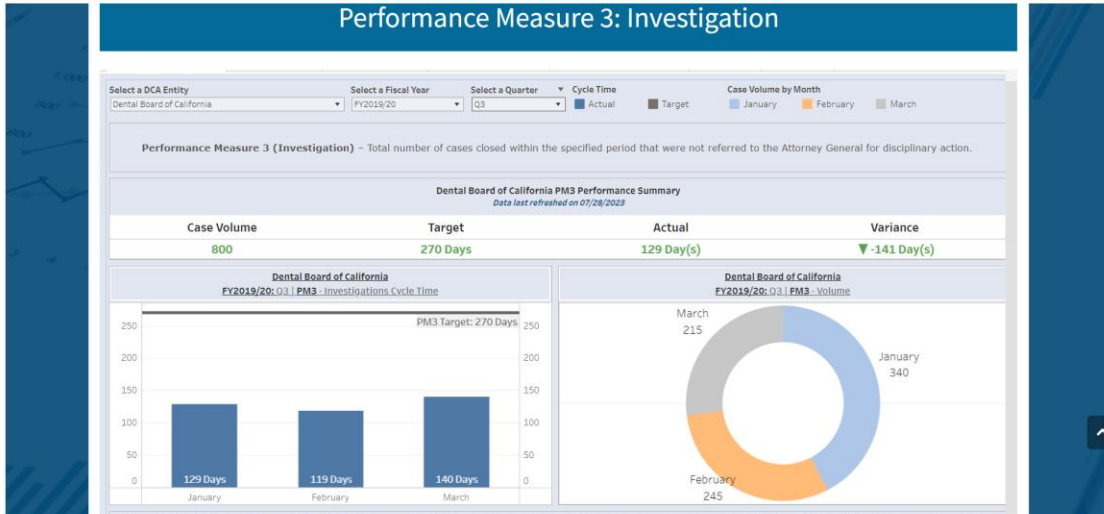 Performance Measure 3: Investigation
Select a DCA Entity
Dental Board of California
Select a Fiscal Year
FY2019/20
Select a Quarter
Q3
Cycle Time
Actual
Target
Case Volume by Month
January
February
March
Performance Measure 3 (Investigation) – Total number of cases closed within the specified period that were not referred to the Attorney General for disciplinary action.
Dental Board of California PM3 Performance Summary
Data last refreshed on 07/28/2023
Case Volume
Target
Actual
Variance
800
270 Days
129 Day(s)
▼ -141 Day(s)
Dental Board of California
FY2019/20: Q3 | PM3 - Investigations Cycle Time
PM3 Target: 270 Days
250
200
150
100
50
0
250
200
150
100
50
0
129 Days
119 Days
140 Days
January
February
March
Dental Board of California
FY2019/20: Q3 | PM3 - Volume
March
215
January
340
February
245